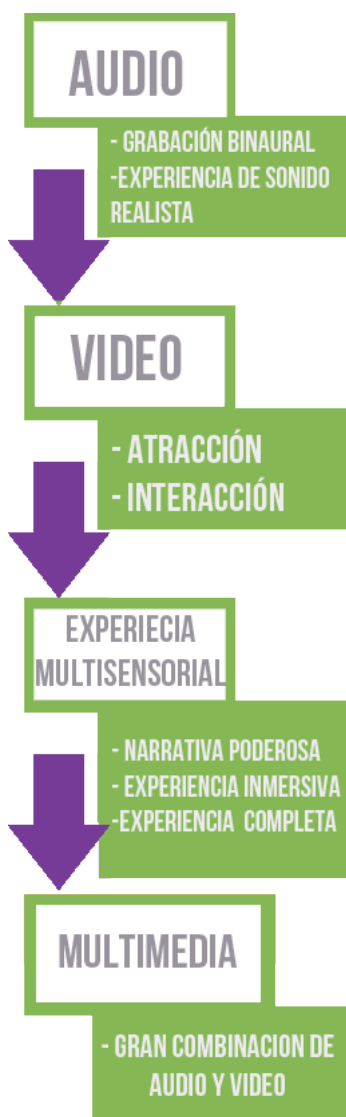 AUDIO
- GRABACIÓN BINAURAL
-EXPERIENCIA DE SONIDO
REALISTA
VIDEO
- ATRACCIÓN
- INTERACCIÓN
EXPERIECIA
MULTISENSORIAL
- NARRATIVA PODEROSA
- EXPERIENCIA INMERSIVA
-EXPERIENCIA COMPLETA
MULTIMEDIA
- GRAN COMBINACION DE
AUDIO Y VIDEO